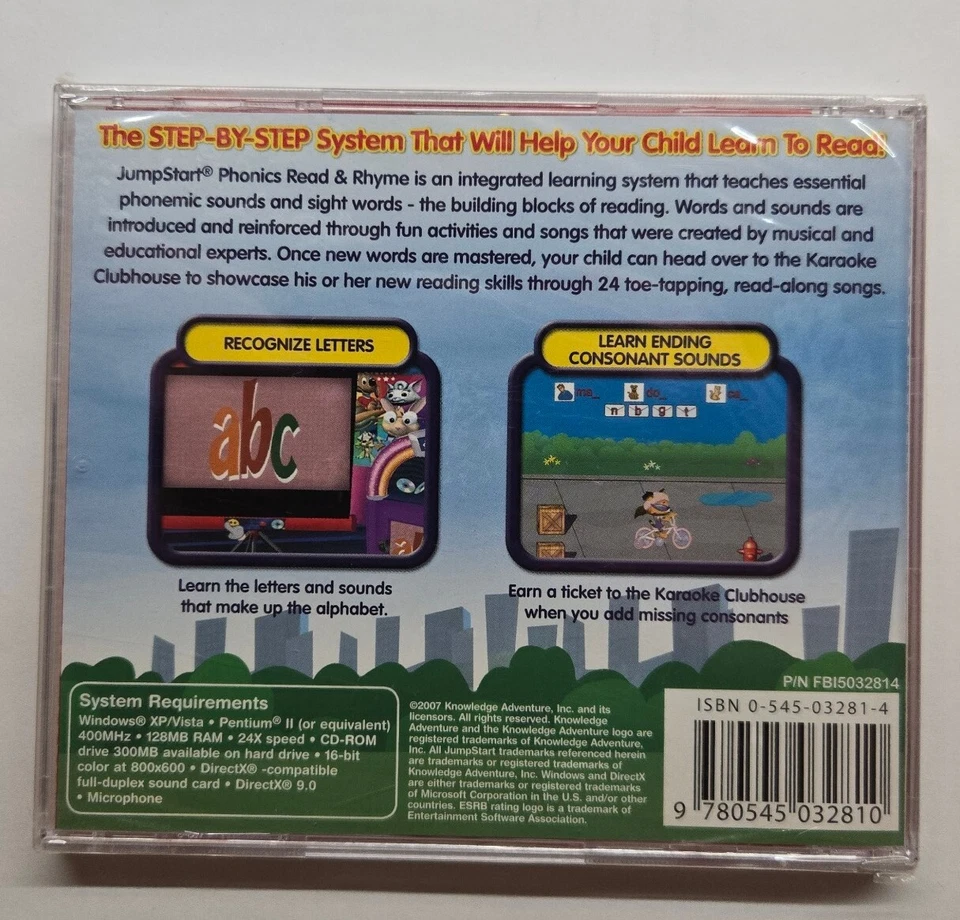 The STEP-BY-STEP System That Will Help Your Child Learn To Read!
JumpStart® Phonics Read & Rhyme is an integrated learning system that teaches essential
phonemic sounds and sight words - the building blocks of reading. Words and sounds are
introduced and reinforced through fun activities and songs that were created by musical and
educational experts. Once new words are mastered, your child can head over to the Karaoke
Clubhouse to showcase his or her new reading skills through 24 toe-tapping, read-along songs.
RECOGNIZE LETTERS
abc
Learn the letters and sounds
that make up the alphabet.
LEARN ENDING
CONSONANT SOUNDS
ma_ do_ ca_
n b g t
Earn a ticket to the Karaoke Clubhouse
when you add missing consonants
System Requirements
Windows® XP/Vista • Pentium® II (or equivalent)
400MHz • 128MB RAM • 24X speed • CD-ROM
drive 300MB available on hard drive • 16-bit
color at 800x600 • DirectX® -compatible
full-duplex sound card • DirectX® 9.0
• Microphone
©2007 Knowledge Adventure, Inc. and its
licensors. All rights reserved. Knowledge
Adventure and the Knowledge Adventure logo are
registered trademarks of Knowledge Adventure,
Inc. All JumpStart trademarks referenced herein
are trademarks or registered trademarks of
Knowledge Adventure, Inc. Windows and DirectX
are either trademarks or registered trademarks
of Microsoft Corporation in the U.S. and/or other
countries. ESRB rating logo is a trademark of
Entertainment Software Association.
P/N FBI5032814
ISBN 0-545-03281-4
9 780545 032810